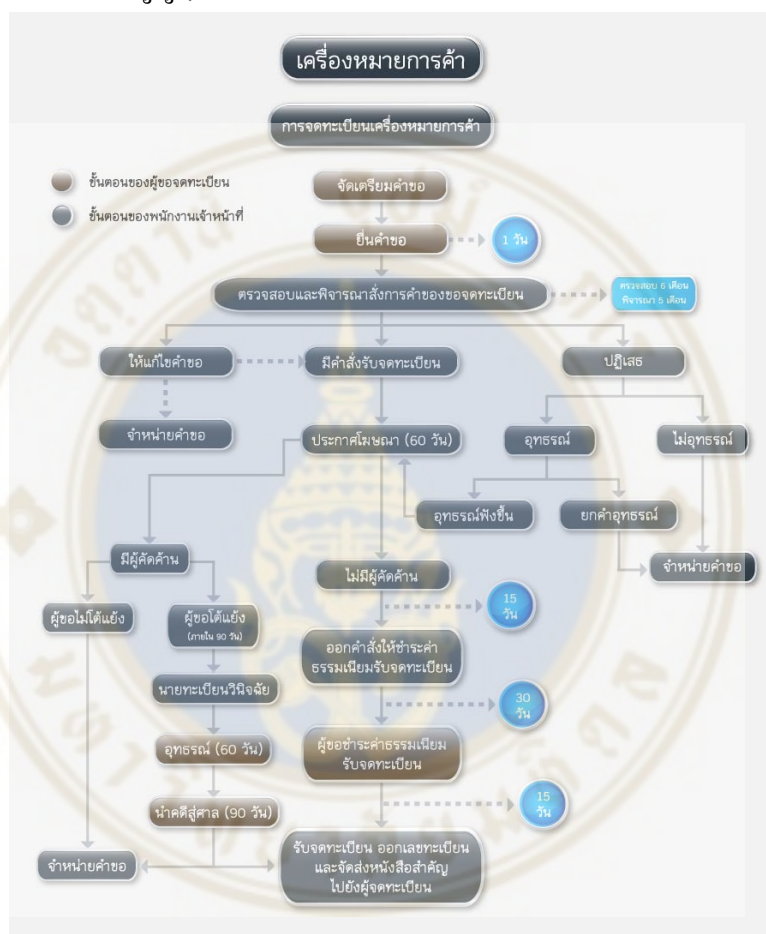 เครื่องหมายการค้า
การจดทะเบียนเครื่องหมายการค้า
ขั้นตอนของผู้ขอจดทะเบียน
ขั้นตอนของพนักงานเจ้าหน้าที่
จัดเตรียมคำขอ
ยื่นคำขอ
1 วัน
ตรวจสอบและพิจารณาสั่งการคำของขอจดทะเบียน
ตรวจสอบ 6 เดือน
พิจารณา 5 เดือน
ให้แก้ไขคำขอ
มีคำสั่งรับจดทะเบียน
ปฏิเสธ
จำหน่ายคำขอ
ประกาศโฆษณา (60 วัน)
อุทธรณ์
ไม่อุทธรณ์
อุทธรณ์ฟังขึ้น
ยกคำอุทธรณ์
มีผู้คัดค้าน
ไม่มีผู้คัดค้าน
จำหน่ายคำขอ
15
วัน
ผู้ขอไม่โต้แย้ง
ผู้ขอโต้แย้ง
(ภายใน 90 วัน)
ออกคำสั่งให้ชำระค่า
ธรรมเนียมรับจดทะเบียน
นายทะเบียนวินิจฉัย
30
วัน
อุทธรณ์ (60 วัน)
ผู้ขอชำระค่าธรรมเนียม
รับจดทะเบียน
นำคดีสู่ศาล (90 วัน)
15
วัน
จำหน่ายคำขอ
รับจดทะเบียน ออกเลขทะเบียน
และจัดส่งหนังสือสำคัญ
ไปยังผู้จดทะเบียน